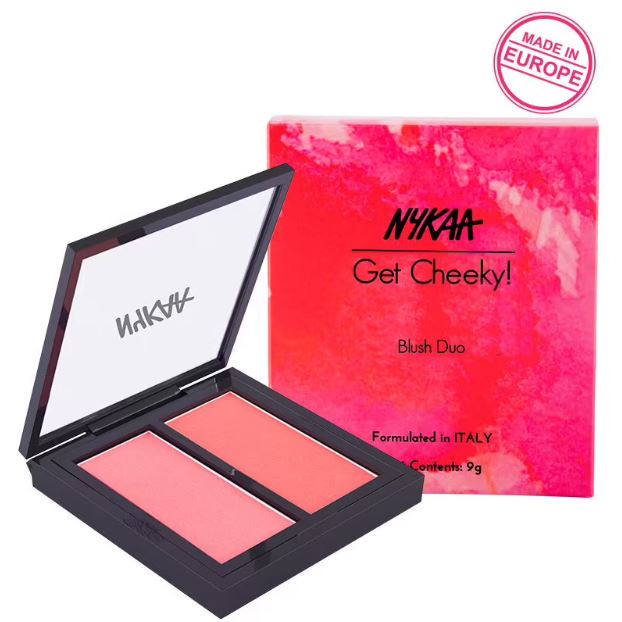 MADE IN
EUROPE
NYKAA
Get Cheeky!
Blush Duo
Formulated in ITALY
Contents: 9g
NYKAA